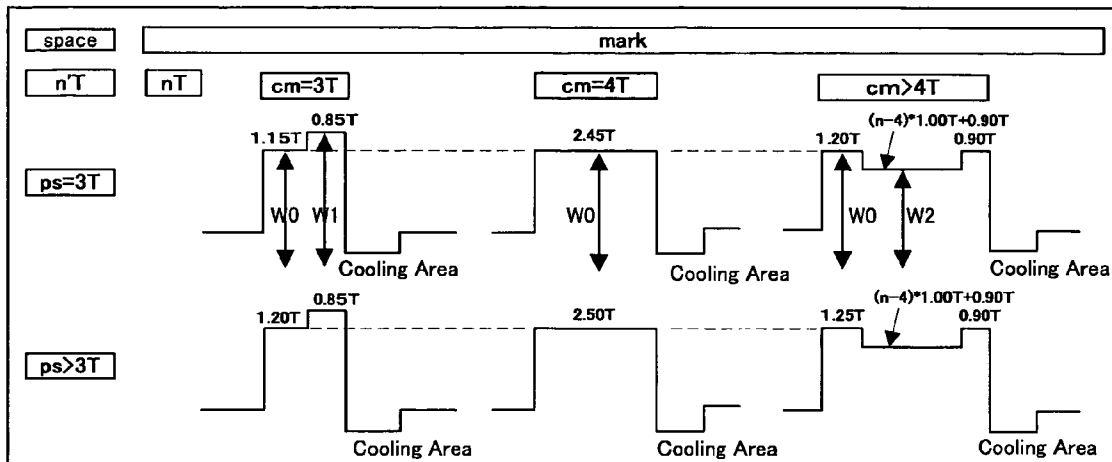 space
mark
n'T
nT
cm=3T
cm=4T
cm>4T
0.85T
1.15T
2.45T
(n-4)*1.00T+0.90T
1.20T
0.90T
ps=3T
W0
W1
W0
W0
W2
Cooling Area
Cooling Area
Cooling Area
0.85T
1.20T
2.50T
(n-4)*1.00T+0.90T
1.25T
0.90T
ps>3T
Cooling Area
Cooling Area
Cooling Area